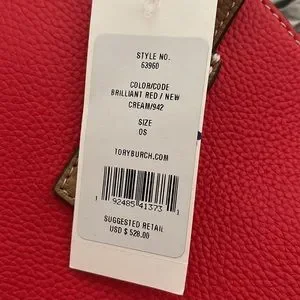 STYLE NO.
63960
COLOR/CODE
BRILLIANT RED / NEW
CREAM/942
SIZE
OS
TORYBURCH.COM
1 92485 41373 1
SUGGESTED RETAIL
USD $ 528.00